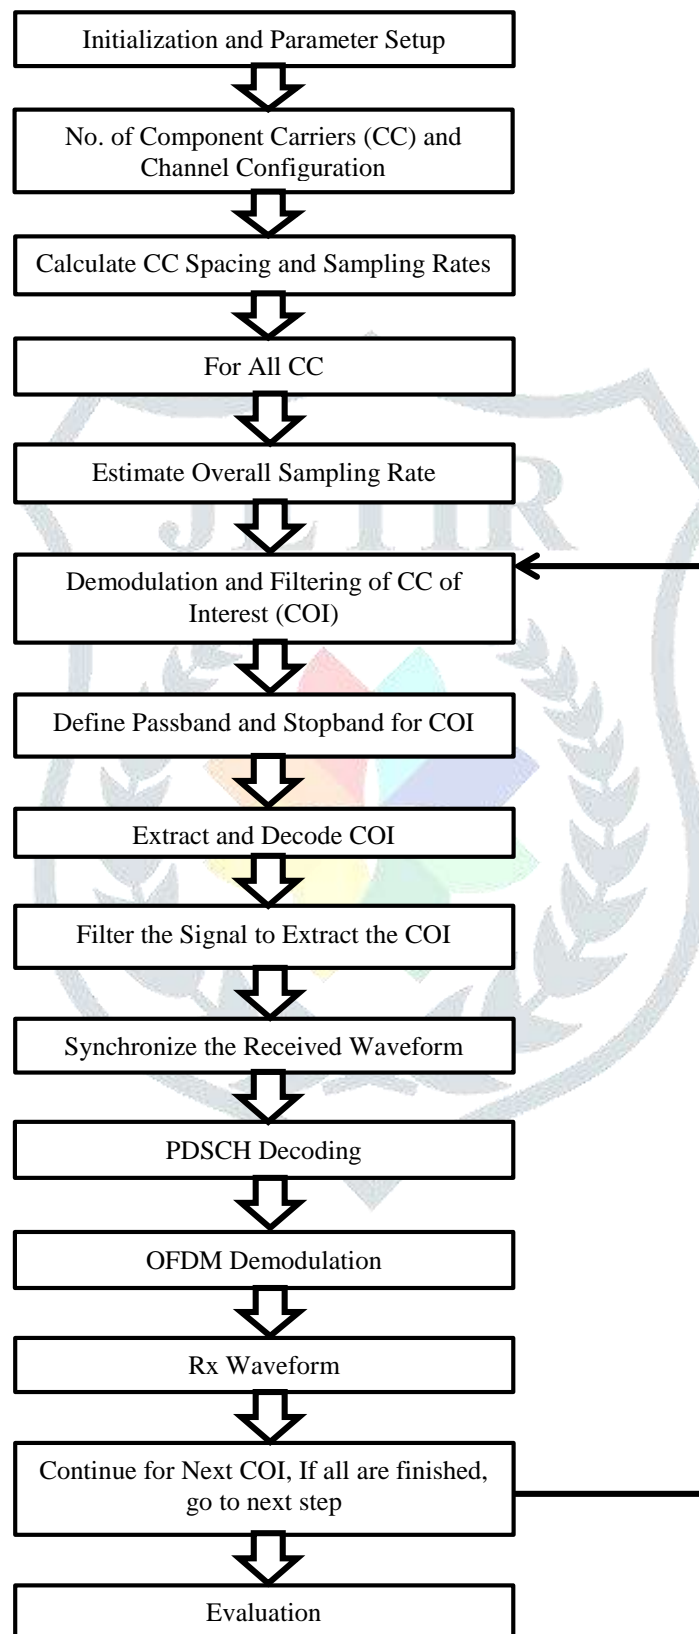 Initialization and Parameter Setup
No. of Component Carriers (CC) and
Channel Configuration
Calculate CC Spacing and Sampling Rates
For All CC
Estimate Overall Sampling Rate
JETIR
Demodulation and Filtering of CC of
Interest (COI)
Define Passband and Stopband for COI
Extract and Decode COI
Filter the Signal to Extract the COI
Synchronize the Received Waveform
PDSCH Decoding
OFDM Demodulation
Rx Waveform
Continue for Next COI, If all are finished,
go to next step
Evaluation